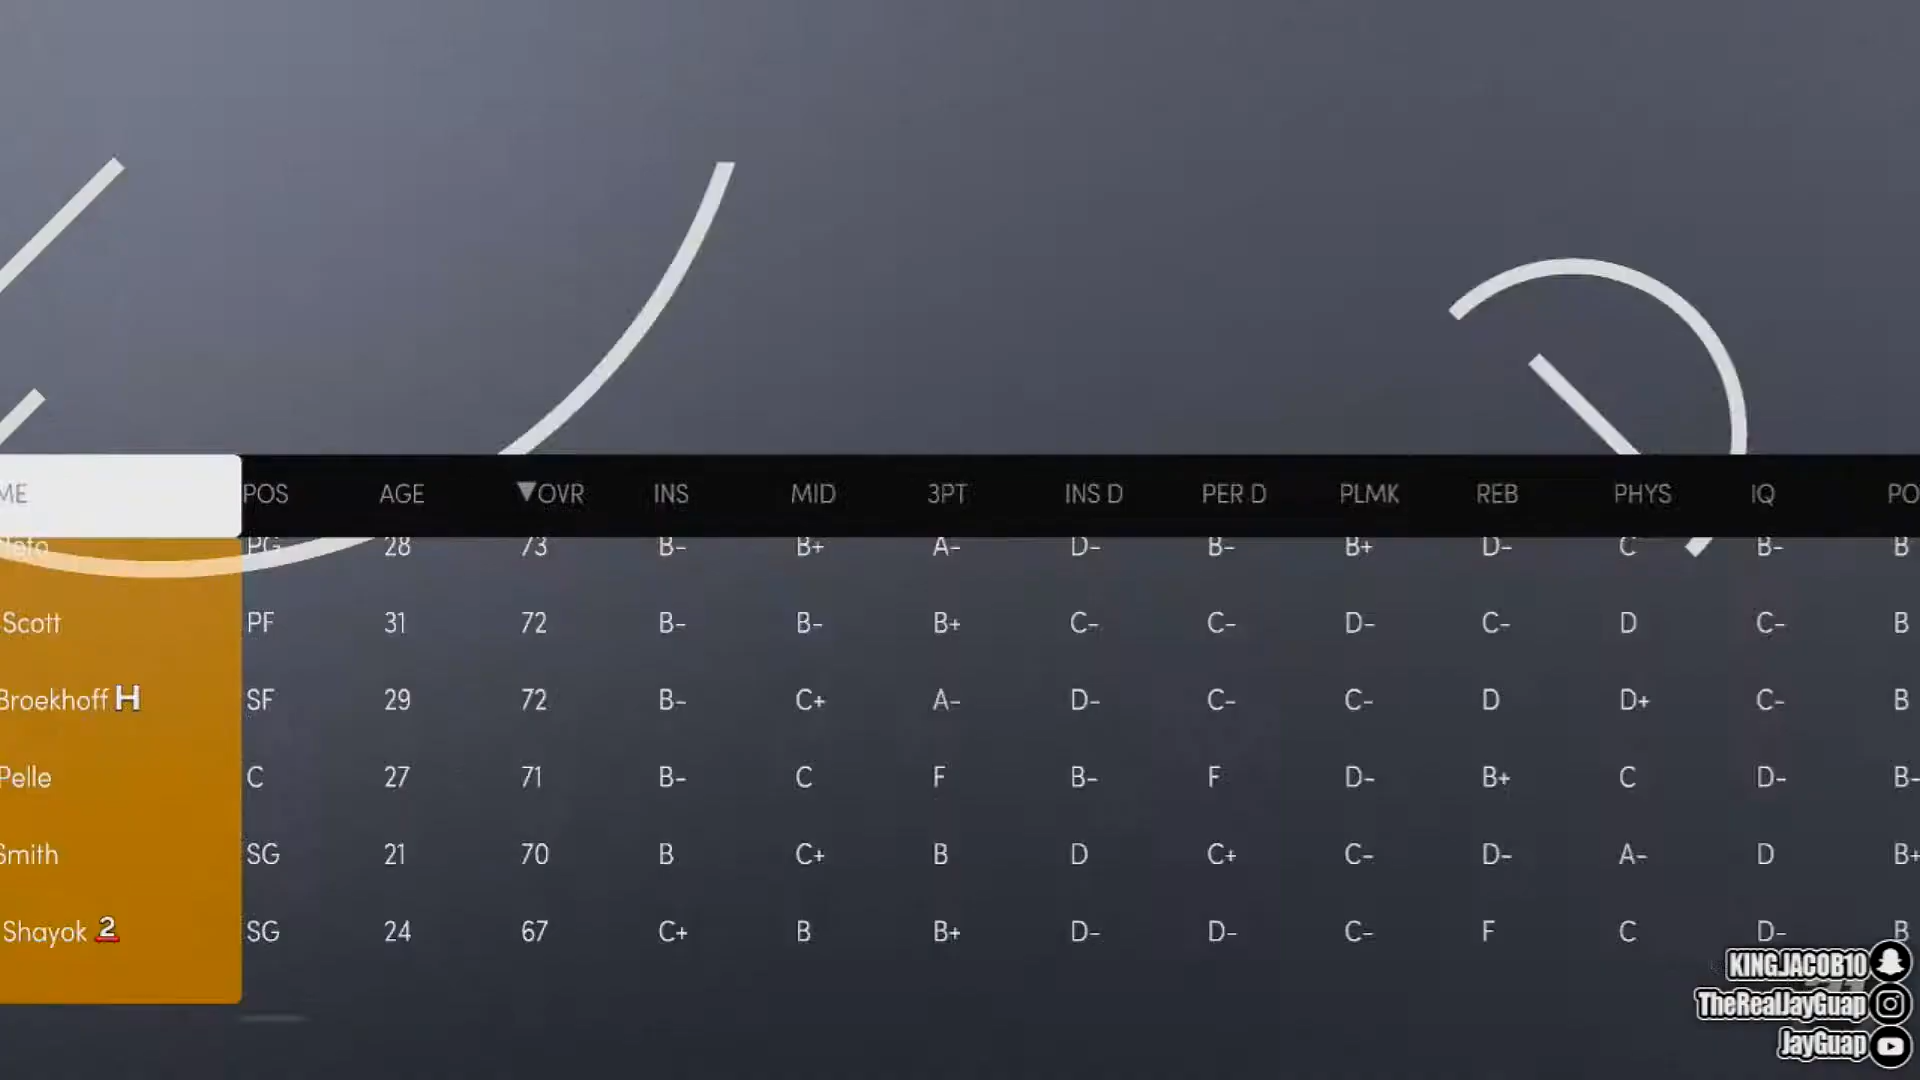 ME POS AGE ▼OVR INS MID 3PT INS D PER D PLMK REB PHYS IQ PO
Neto PG 28 73 B- B+ A- D- B- B+ D- C B- B
Scott PF 31 72 B- B- B+ C- C- D- C- D C- B
Broekhoff H SF 29 72 B- C+ A- D- C- C- D D+ C- B
Pelle C 27 71 B- C F B- F D- B+ C D- B-
Smith SG 21 70 B C+ B D C+ C- D- A- D B+
Shayok 2 SG 24 67 C+ B B+ D- D- C- F C D- B
KINGJACOB10
TheRealJayGuap
JayGuap